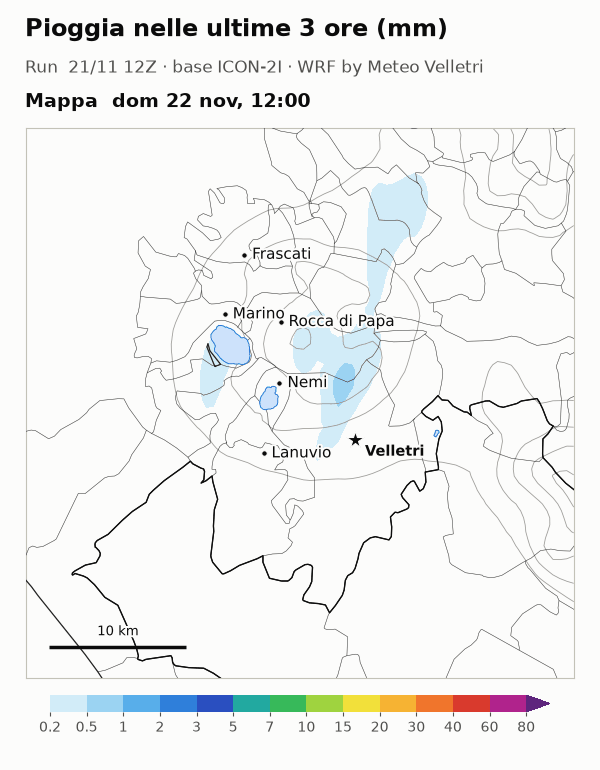 Pioggia nelle ultime 3 ore (mm)
Run  21/11 12Z · base ICON-2I · WRF by Meteo Velletri
Mappa  dom 22 nov, 12:00
Frascati
Marino
Rocca di Papa
Nemi
Velletri
Lanuvio
10 km
0.2 0.5 1 2 3 5 7 10 15 20 30 40 60 80